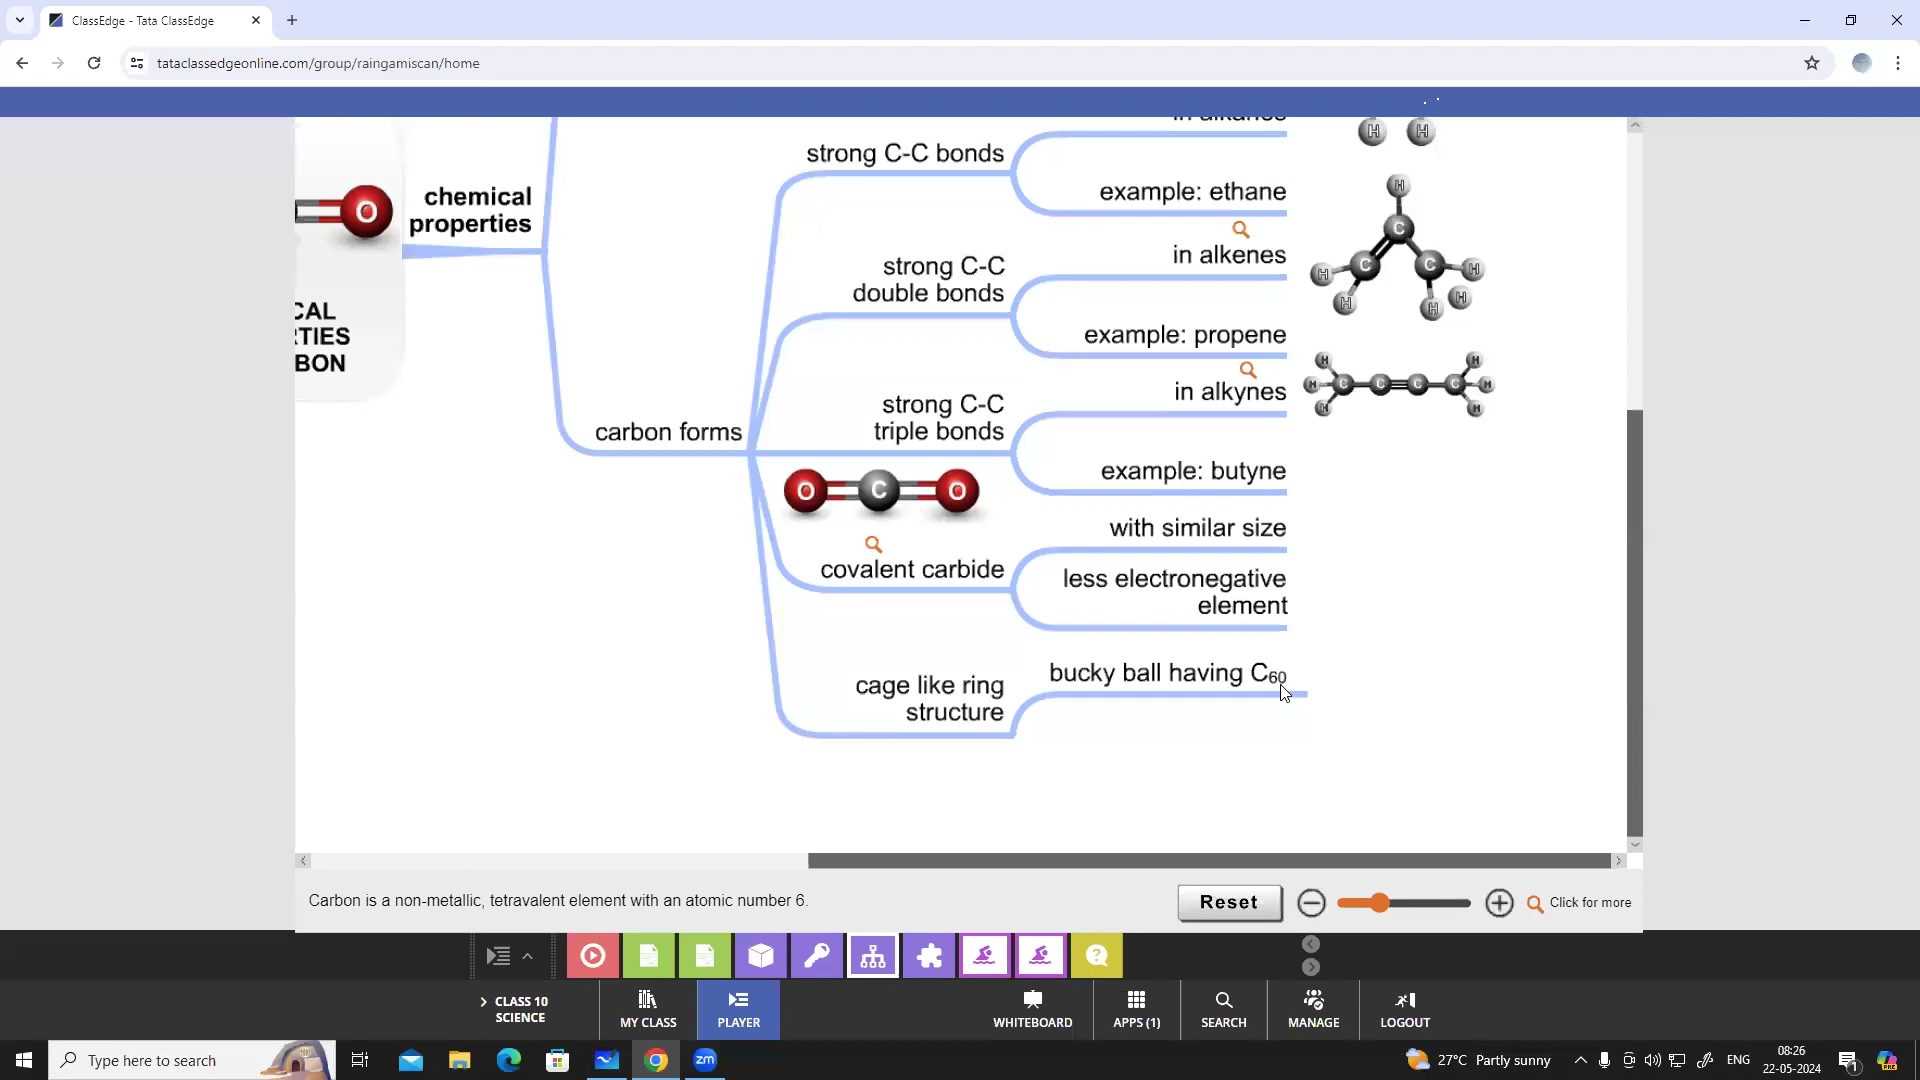 ClassEdge - Tata ClassEdge
tataclassedgeonline.com/group/raingamiscan/home
strong C-C bonds
example: ethane
chemical
properties
O
CAL
RTIES
BON
strong C-C
double bonds
in alkenes
example: propene
carbon forms
strong C-C
triple bonds
in alkynes
example: butyne
O C O
covalent carbide
with similar size
less electronegative
element
cage like ring
structure
bucky ball having C₆₀
H H
H
C
H C C H
H H H
H H
H C C C C H
H H
Carbon is a non-metallic, tetravalent element with an atomic number 6.
Reset
Click for more
CLASS 10
SCIENCE
MY CLASS
PLAYER
WHITEBOARD
APPS (1)
SEARCH
MANAGE
LOGOUT
Type here to search
zm
27°C Partly sunny
ENG
08:26
22-05-2024
1
PRE